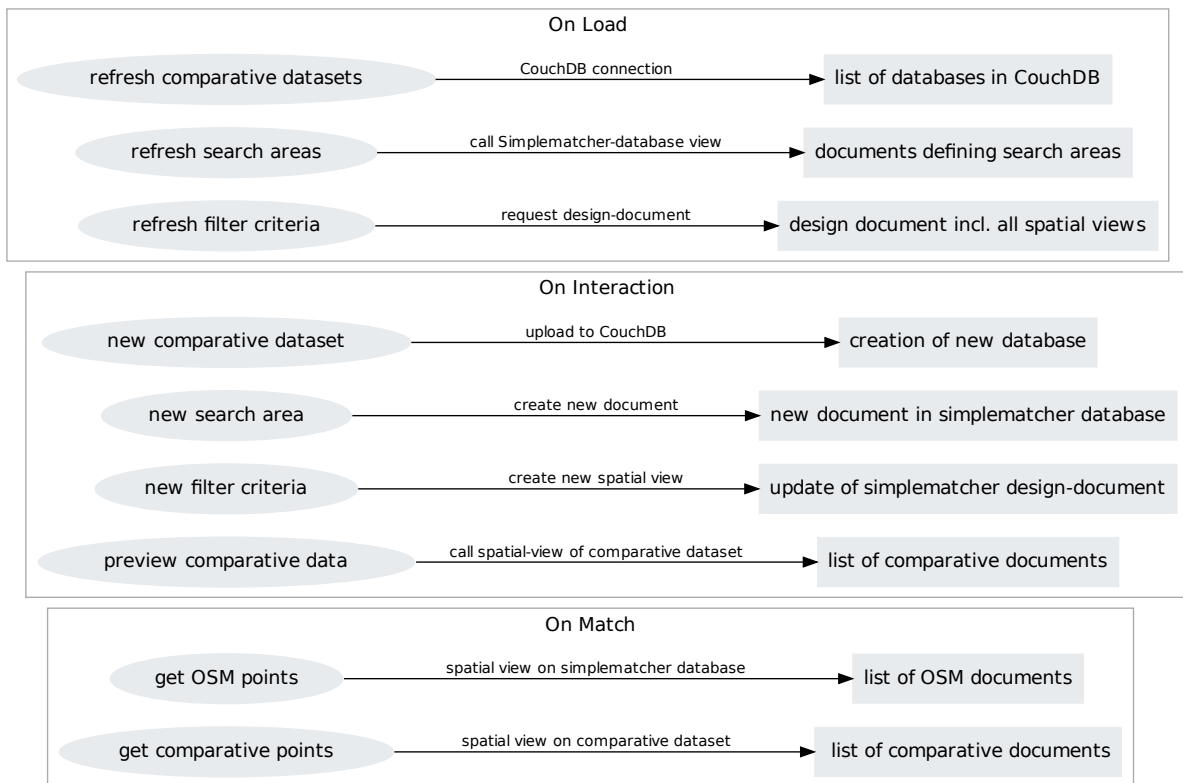 On Load
refresh comparative datasets
CouchDB connection
list of databases in CouchDB
refresh search areas
call Simplematcher-database view
documents defining search areas
refresh filter criteria
request design-document
design document incl. all spatial views
On Interaction
new comparative dataset
upload to CouchDB
creation of new database
new search area
create new document
new document in simplematcher database
new filter criteria
create new spatial view
update of simplematcher design-document
preview comparative data
call spatial-view of comparative dataset
list of comparative documents
On Match
get OSM points
spatial view on simplematcher database
list of OSM documents
get comparative points
spatial view on comparative dataset
list of comparative documents